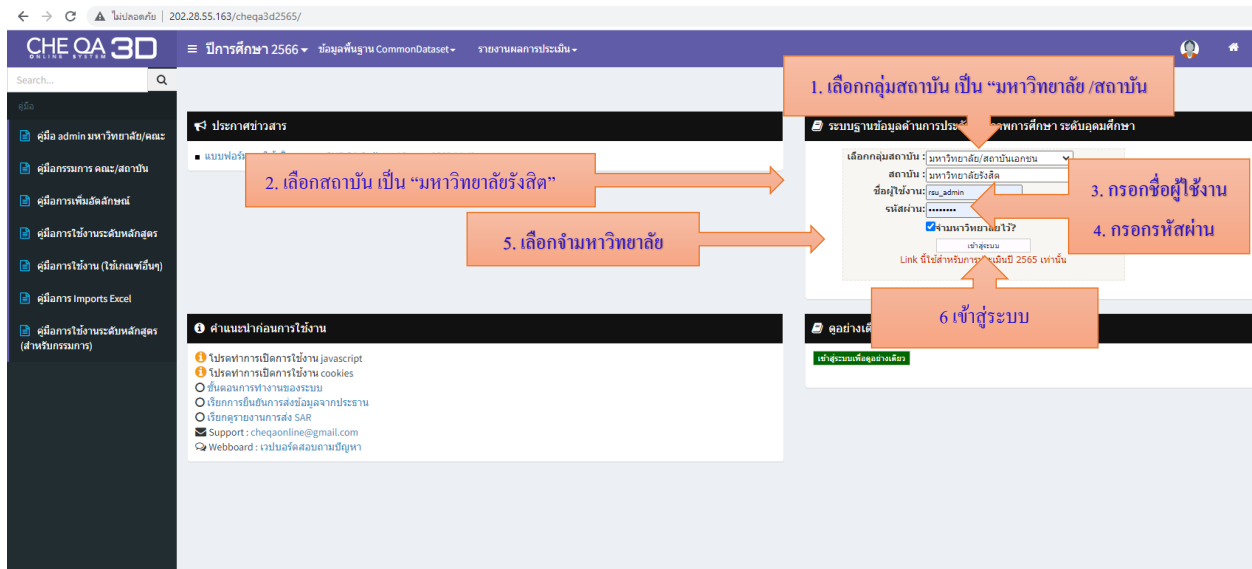 ไม่ปลอดภัย | 202.28.55.163/cheqa3d2565/
CHE QA 3D
ONLINE SYSTEM
ปีการศึกษา 2566 ข้อมูลพื้นฐาน CommonDataset รายงานผลการประเมิน
Search...
คู่มือ
คู่มือ admin มหาวิทยาลัย/คณะ
คู่มือกรรมการ คณะ/สถาบัน
คู่มือการเพิ่มอัตลักษณ์
คู่มือการใช้งานระดับหลักสูตร
คู่มือการใช้งาน (ใช้เกณฑ์อื่นๆ)
คู่มือการ Imports Excel
คู่มือการใช้งานระดับหลักสูตร
(สำหรับกรรมการ)
ประกาศข่าวสาร
1. เลือกกลุ่มสถาบัน เป็น “มหาวิทยาลัย /สถาบัน
2. เลือกสถาบัน เป็น “มหาวิทยาลัยรังสิต”
ระบบฐานข้อมูลด้านการ ภาพการศึกษา ระดับอุดมศึกษา
เลือกกลุ่มสถาบัน : มหาวิทยาลัย/สถาบันเอกชน
สถาบัน : มหาวิทยาลัยรังสิต
ชื่อผู้ใช้งาน: rsu_admin
รหัสผ่าน: ••••••••
จำมหาวิทยาลัยไว้?
เข้าสู่ระบบ
Link นี้ใช้สำหรับการ ปี 2565 เท่านั้น
3. กรอกชื่อผู้ใช้งาน
4. กรอกรหัสผ่าน
5. เลือกจำมหาวิทยาลัย
6 เข้าสู่ระบบ
คำแนะนำก่อนการใช้งาน
โปรดทำการเปิดการใช้งาน javascript
โปรดทำการเปิดการใช้งาน cookies
ขั้นตอนการทำงานของระบบ
เรียกการยืนยันการส่งข้อมูลจากประธาน
เรียกดูรายงานการส่ง SAR
Support : cheqaonline@gmail.com
Webboard : เวปบอร์ดสอบถามปัญหา
ดูอย่าง
เข้าสู่ระบบเพื่อดูอย่างเดียว